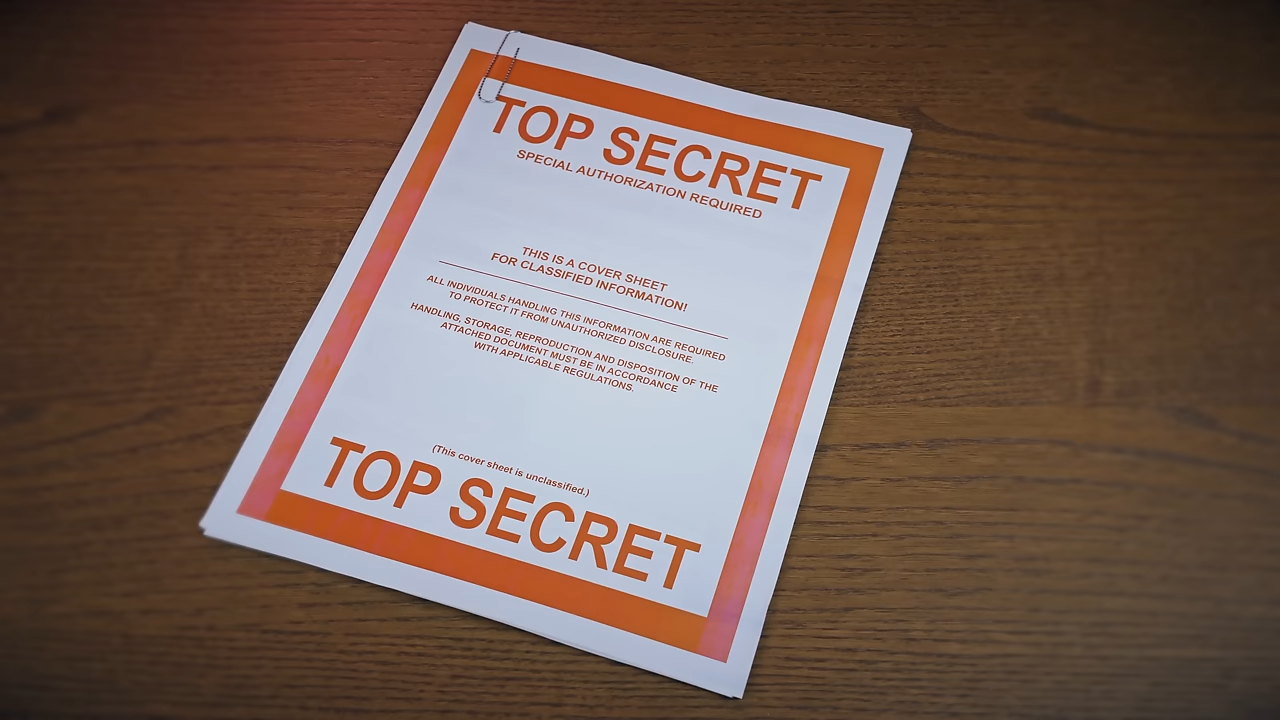 TOP SECRET
SPECIAL AUTHORIZATION REQUIRED
THIS IS A COVER SHEET
FOR CLASSIFIED INFORMATION!
ALL INDIVIDUALS HANDLING THIS INFORMATION ARE REQUIRED
TO PROTECT IT FROM UNAUTHORIZED DISCLOSURE.
HANDLING, STORAGE, REPRODUCTION AND DISPOSITION OF THE
ATTACHED DOCUMENT MUST BE IN ACCORDANCE
WITH APPLICABLE REGULATIONS.
(This cover sheet is unclassified.)
TOP SECRET